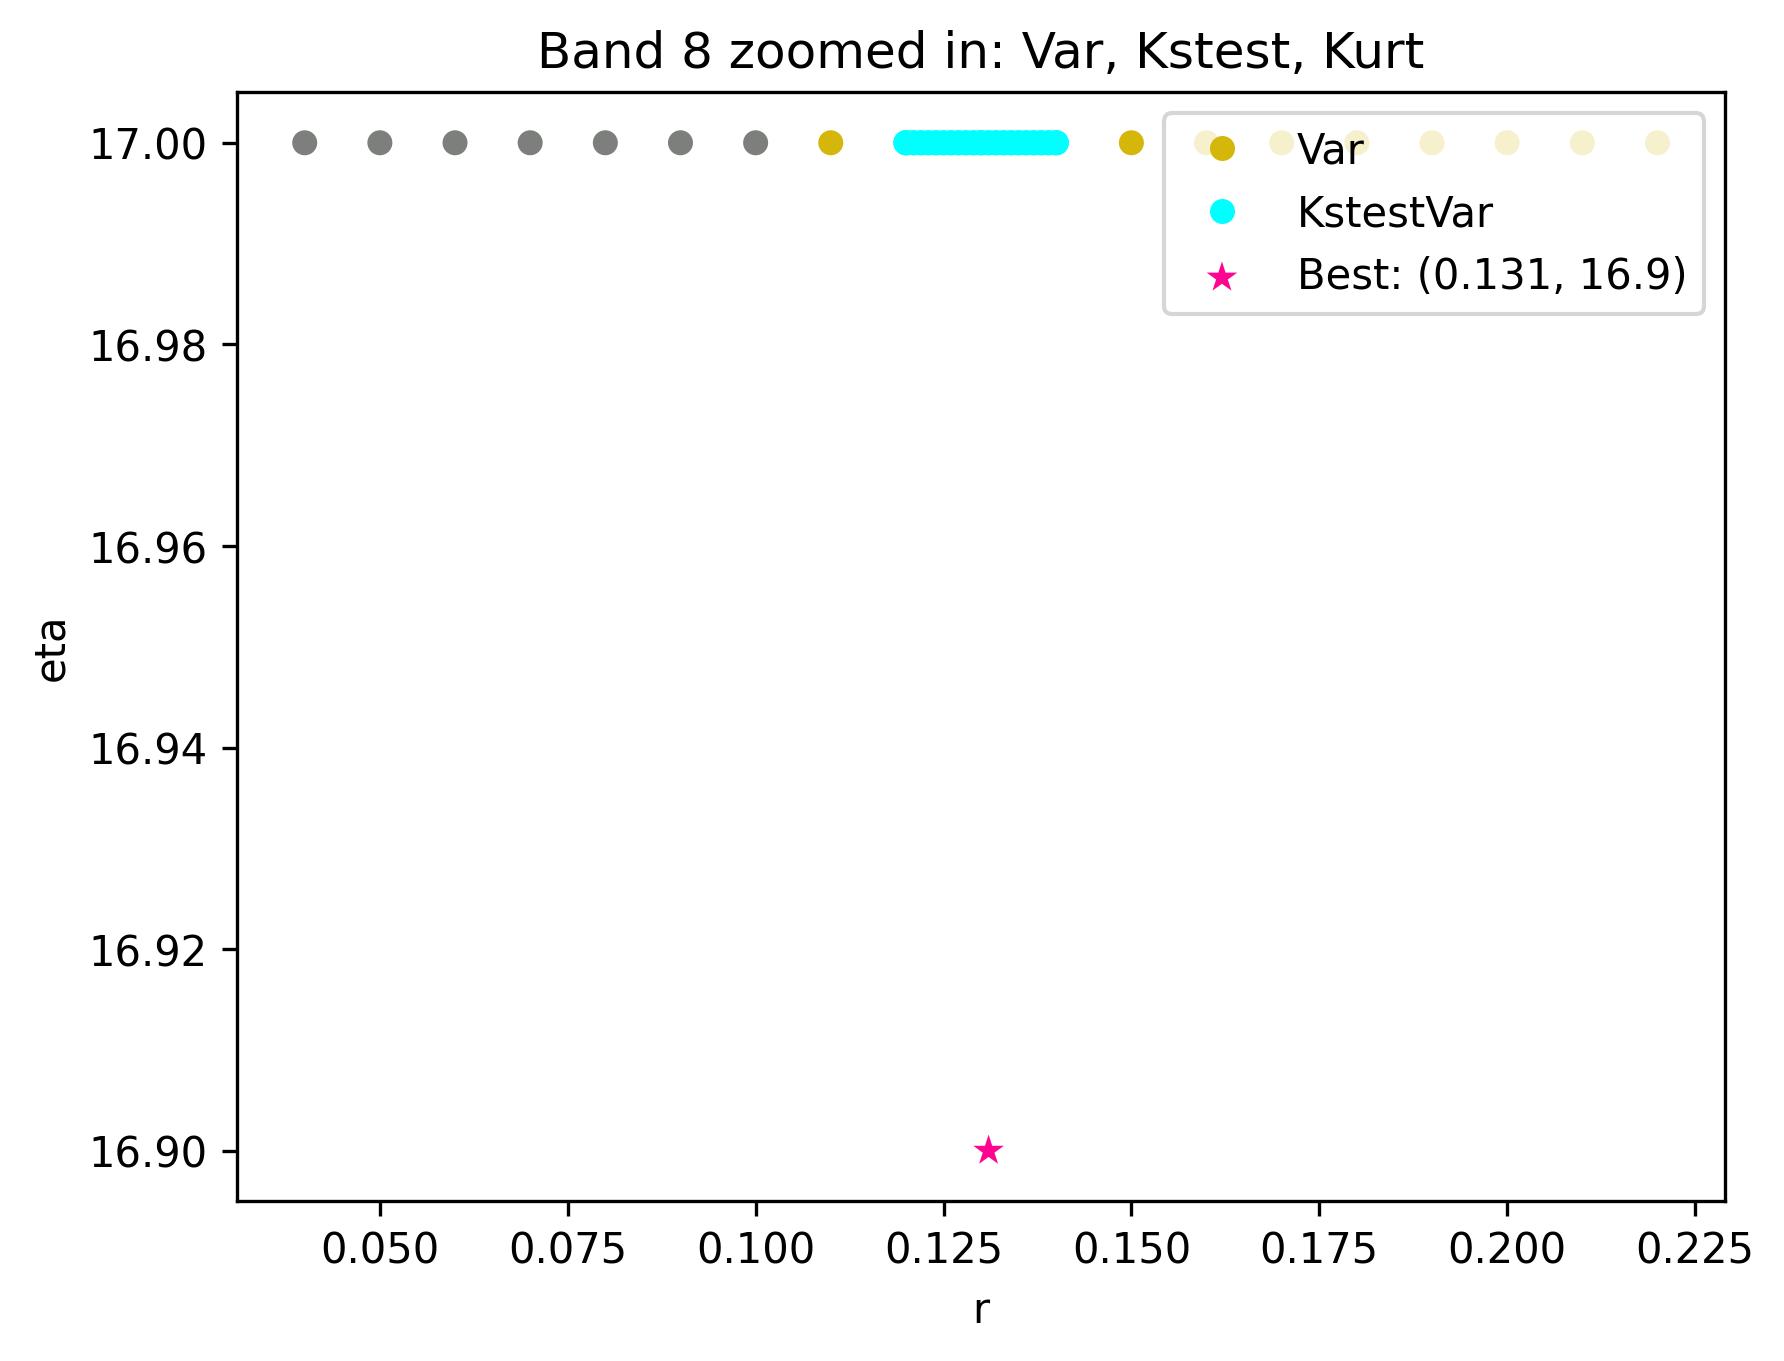 Band 8 zoomed in: Var, Kstest, Kurt
17.00
16.98
16.96
16.94
16.92
16.90
eta
Var
KstestVar
Best: (0.131, 16.9)
0.050 0.075 0.100 0.125 0.150 0.175 0.200 0.225
r